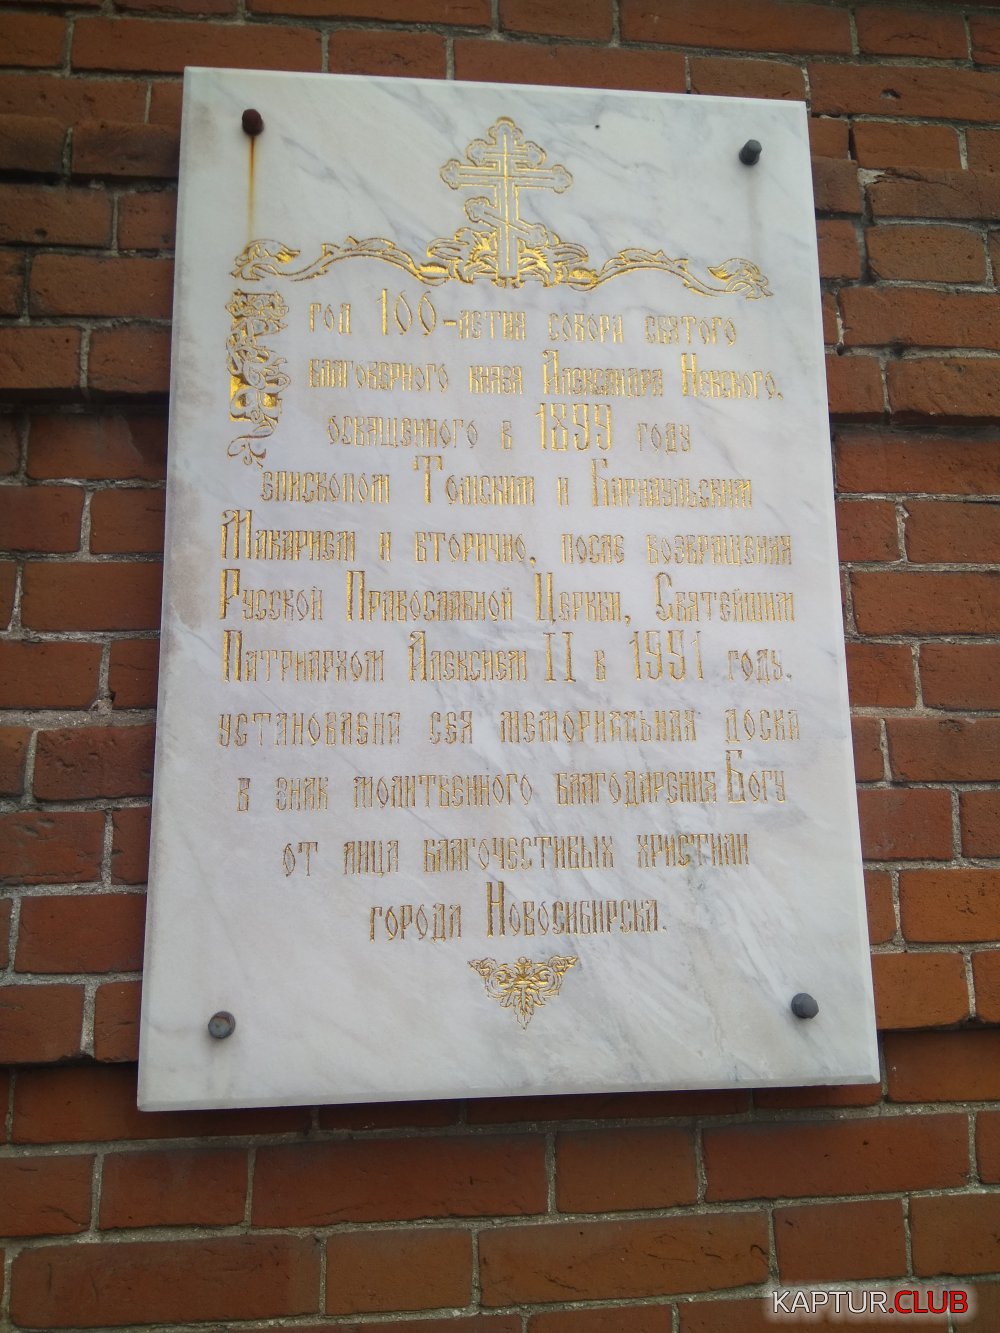 В год 100-летия собора святого
благоверного князя Александра Невского,
освященного в 1899 году
епископом Томским и Барнаульским
Макарием и вторично, после возвращения
Русской Православной Церкви, Святейшим
Патриархом Алексием II в 1991 году,
установлена сея мемориальная доска
в знак молитвенного благодарения Богу
от лица благочестивых христиан
города Новосибирска.
KAPTUR.CLUB